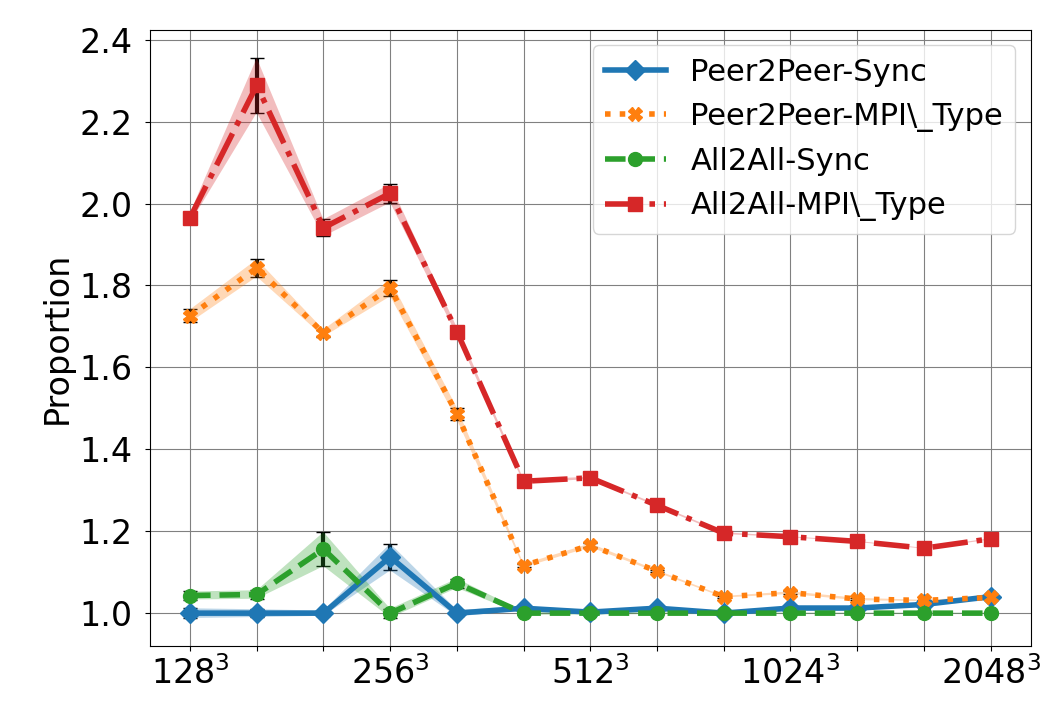 2.4
2.2
2.0
1.8
1.6
1.4
1.2
1.0
Proportion
Peer2Peer-Sync
Peer2Peer-MPI\_Type
All2All-Sync
All2All-MPI\_Type
128³ 256³ 512³ 1024³ 2048³